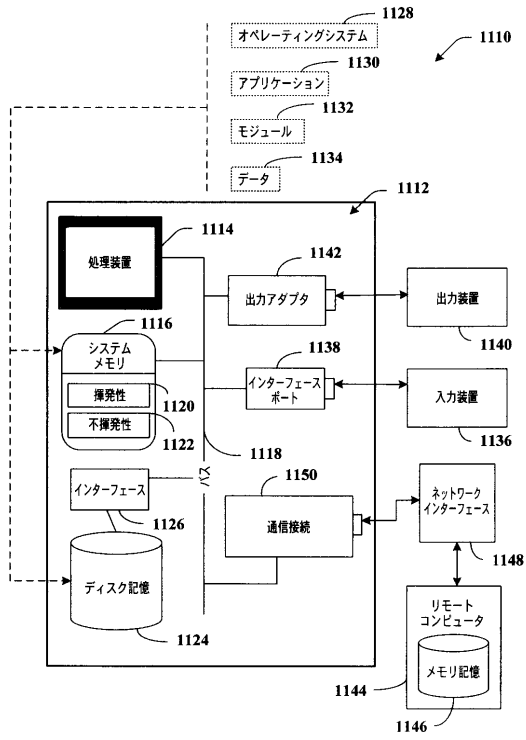 1128
オペレーティングシステム
1110
1130
アプリケーション
1132
モジュール
1134
データ
1112
1114
処理装置
1142
出力アダプタ
出力装置
1140
1116
システム
メモリ
揮発性
1120
不揮発性
1122
1138
インターフェース
ポート
入力装置
1136
1118
バス
インターフェース
1126
1150
通信接続
ネットワーク
インターフェース
1148
ディスク記憶
1124
リモート
コンピュータ
メモリ記憶
1144
1146